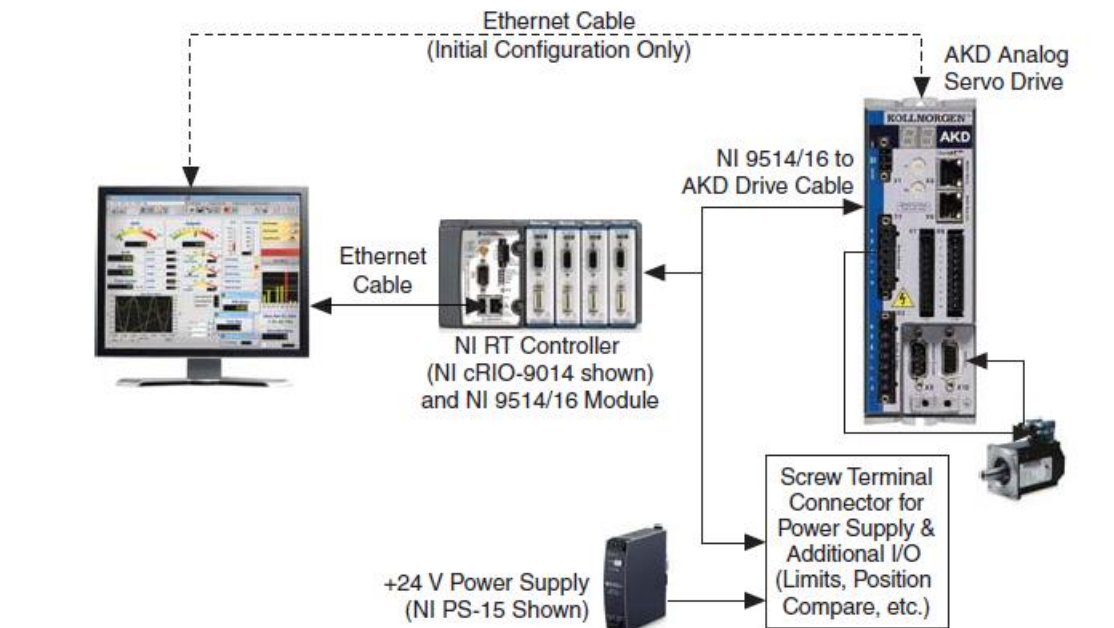 Ethernet Cable
(Initial Configuration Only)
AKD Analog
Servo Drive
KOLLMORGEN
AKD
NI 9514/16 to
AKD Drive Cable
Ethernet
Cable
NI RT Controller
(NI cRIO-9014 shown)
and NI 9514/16 Module
Screw Terminal
Connector for
Power Supply &
Additional I/O
(Limits, Position
Compare, etc.)
+24 V Power Supply
(NI PS-15 Shown)